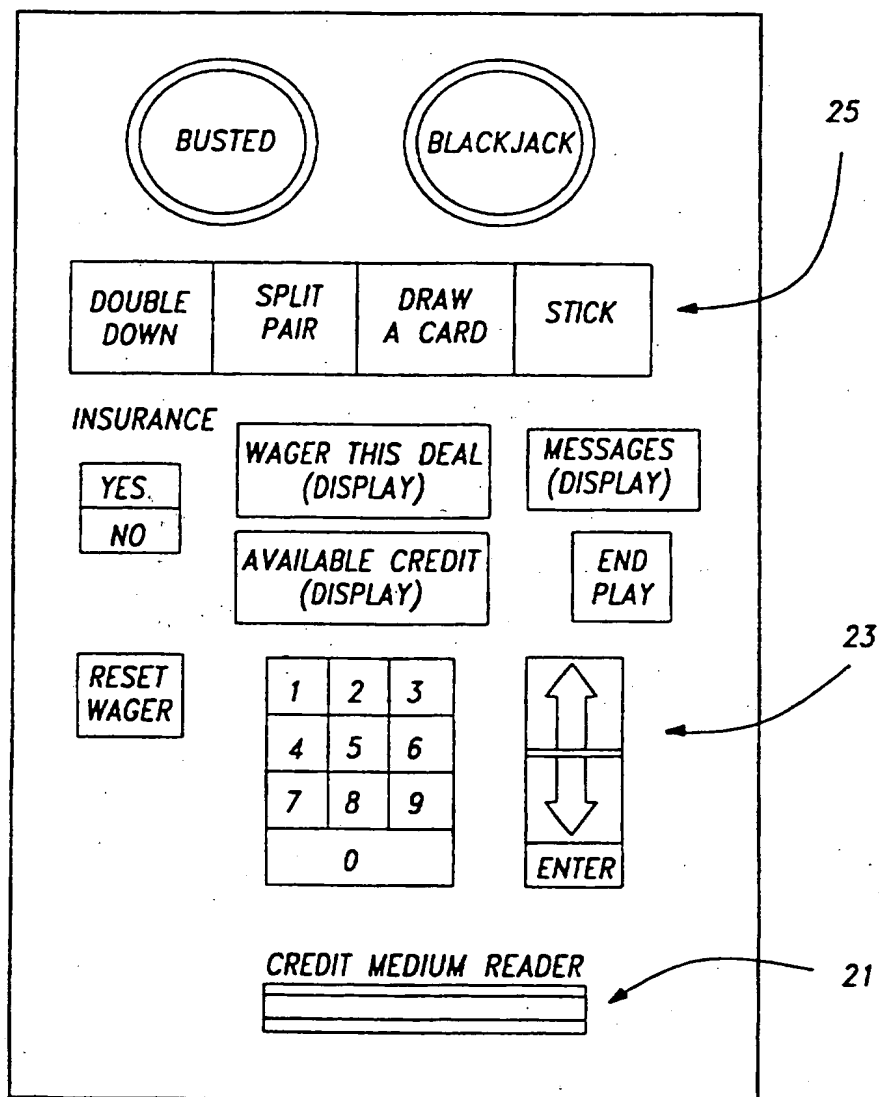 BUSTED
BLACKJACK
25
DOUBLE DOWN
SPLIT PAIR
DRAW A CARD
STICK
INSURANCE
YES.
NO
WAGER THIS DEAL
(DISPLAY)
MESSAGES
(DISPLAY)
AVAILABLE CREDIT
(DISPLAY)
END
PLAY
RESET
WAGER
1 2 3
4 5 6
7 8 9
0
ENTER
23
CREDIT MEDIUM READER
21